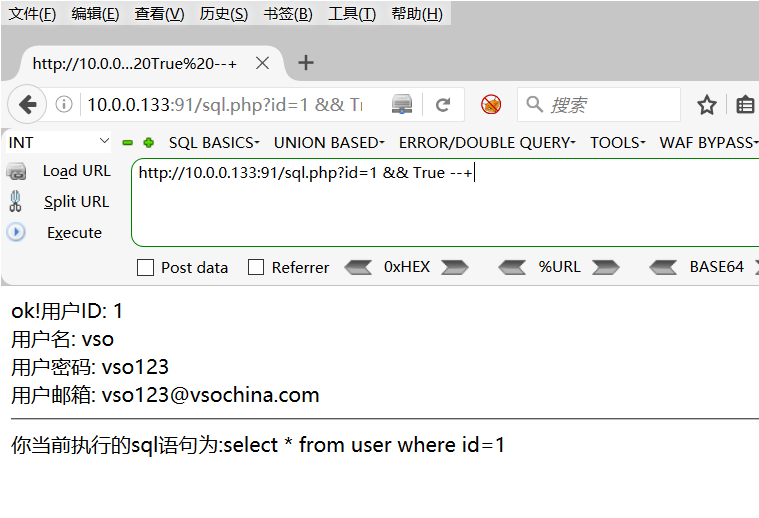 文件(F) 编辑(E) 查看(V) 历史(S) 书签(B) 工具(T) 帮助(H)
http://10.0.0...20True%20--+
10.0.0.133:91/sql.php?id=1 && Tr
搜索
INT SQL BASICS UNION BASED ERROR/DOUBLE QUERY TOOLS WAF BYPASS
Load URL
Split URL
Execute
http://10.0.0.133:91/sql.php?id=1 && True --+
Post data Referrer 0xHEX %URL BASE64
ok!用户ID: 1
用户名: vso
用户密码: vso123
用户邮箱: vso123@vsochina.com
你当前执行的sql语句为:select * from user where id=1